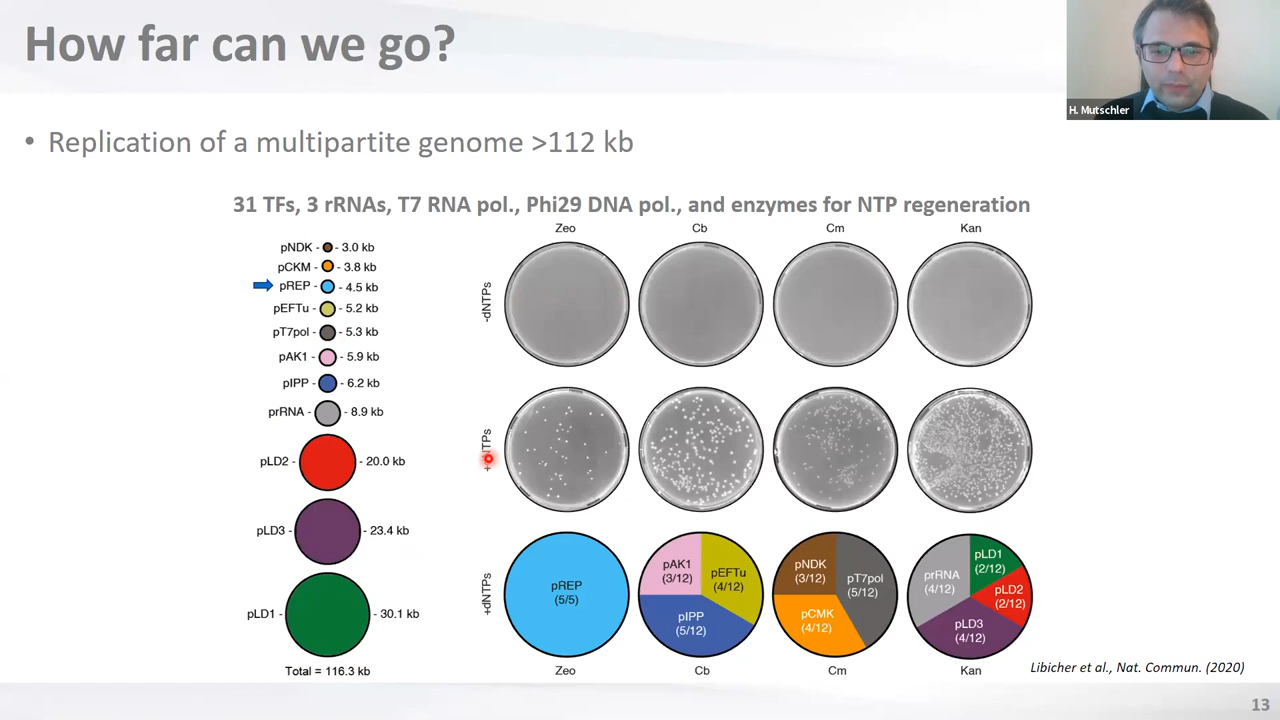 How far can we go?
H. Mutschler
• Replication of a multipartite genome >112 kb
31 TFs, 3 rRNAs, T7 RNA pol., Phi29 DNA pol., and enzymes for NTP regeneration
Zeo Cb Cm Kan
pNDK - 3.0 kb
pCKM - 3.8 kb
pREP - 4.5 kb
pEFTu - 5.2 kb
pT7pol - 5.3 kb
pAK1 - 5.9 kb
pIPP - 6.2 kb
prRNA - 8.9 kb
pLD2 - 20.0 kb
pLD3 - 23.4 kb
pLD1 - 30.1 kb
Total = 116.3 kb
-dNTPs
+dNTPs
+dNTPs
pREP
(5/5)
pAK1
(3/12)
pEFTu
(4/12)
pIPP
(5/12)
pNDK
(3/12)
pT7pol
(5/12)
pCMK
(4/12)
prRNA
(4/12)
pLD1
(2/12)
pLD2
(2/12)
pLD3
(4/12)
Zeo Cb Cm Kan
Libicher et al., Nat. Commun. (2020)
13